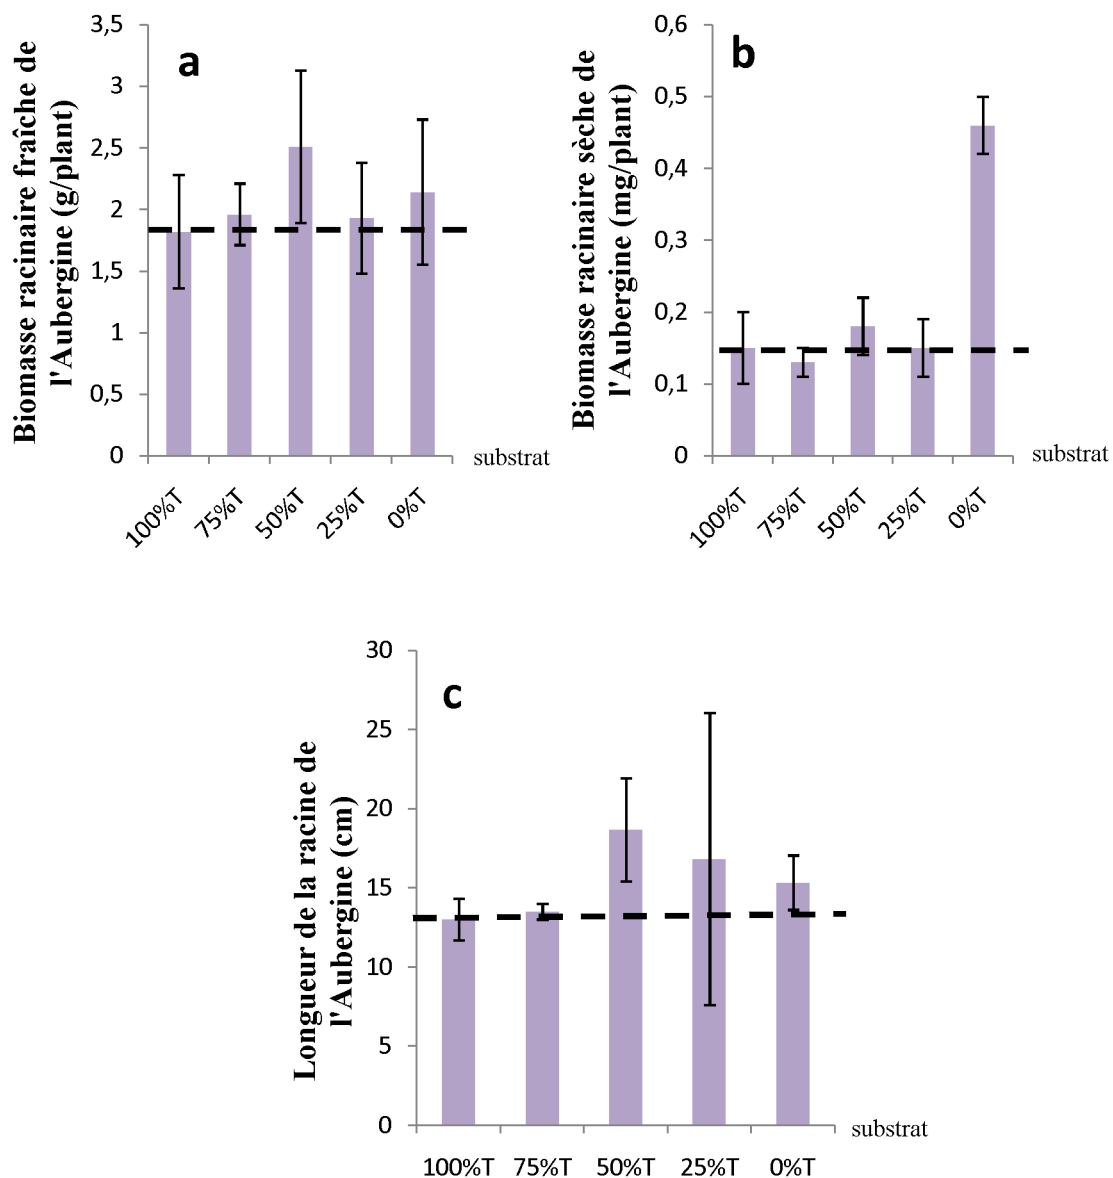 a
Biomasse racinaire fraîche de
l'Aubergine (g/plant)
3,5
3
2,5
2
1,5
1
0,5
0
substrat
100%T
75%T
50%T
25%T
0%T
b
Biomasse racinaire sèche de
l'Aubergine (mg/plant)
0,6
0,5
0,4
0,3
0,2
0,1
0
substrat
100%T
75%T
50%T
25%T
0%T
c
Longueur de la racine de
l'Aubergine (cm)
30
25
20
15
10
5
0
substrat
100%T 75%T 50%T 25%T 0%T